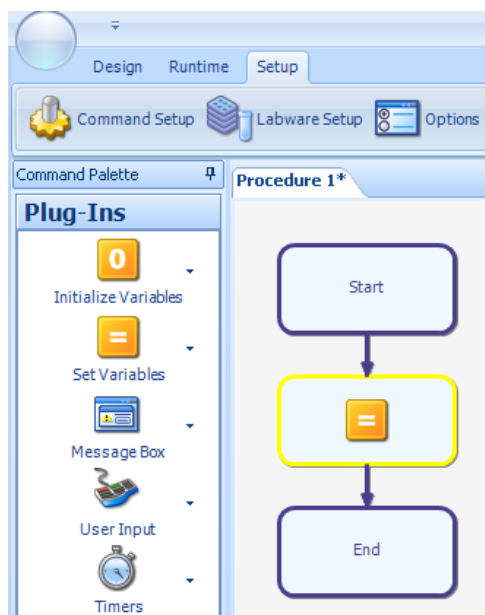 Design Runtime Setup
Command Setup Labware Setup Options
Command Palette
Procedure 1*
Plug-Ins
0
Initialize Variables
=
Set Variables
Message Box
User Input
Timers
Start
=
End